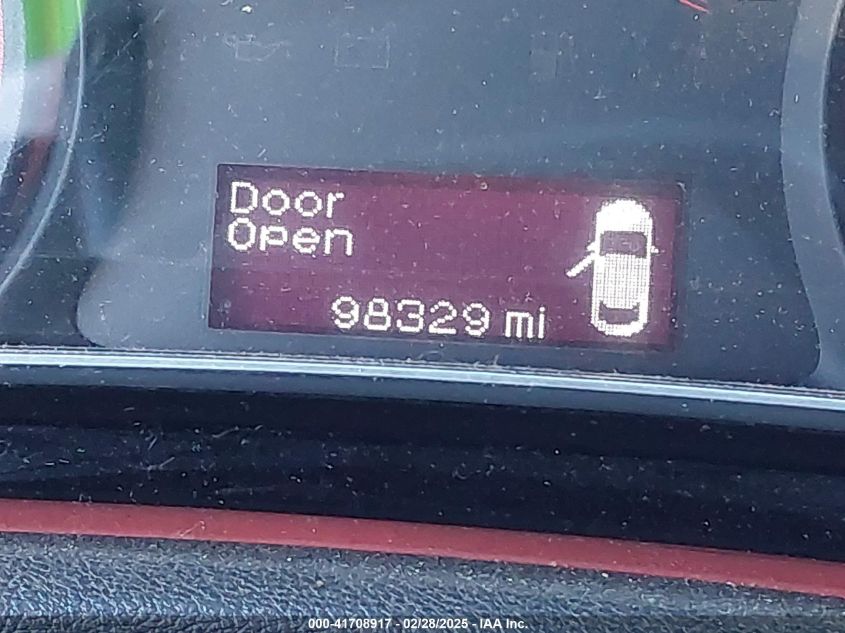 Door
Open
98329 mi
000-41708917 - 02/28/2025 - IAA Inc.